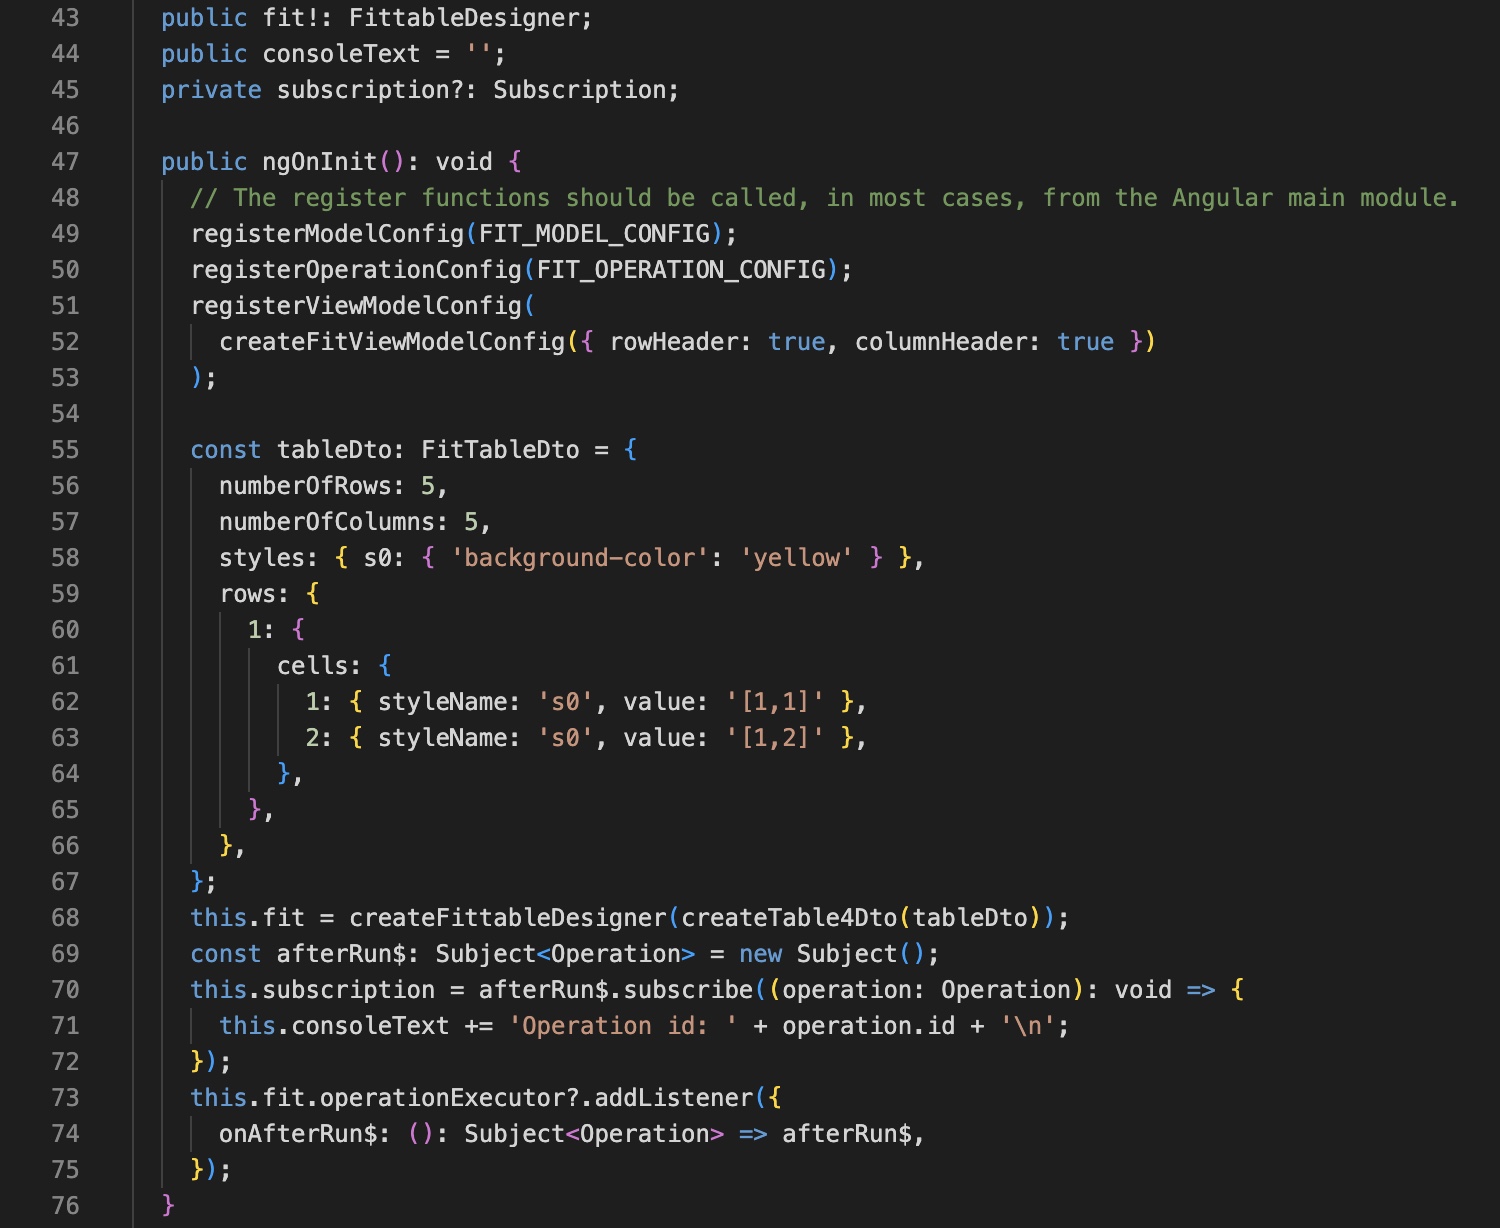 43 public fit!: FittableDesigner;
44 public consoleText = '';
45 private subscription?: Subscription;
46
47 public ngOnInit(): void {
48 // The register functions should be called, in most cases, from the Angular main module.
49 registerModelConfig(FIT_MODEL_CONFIG);
50 registerOperationConfig(FIT_OPERATION_CONFIG);
51 registerViewModelConfig(
52 createFitViewModelConfig({ rowHeader: true, columnHeader: true })
53 );
54
55 const tableDto: FitTableDto = {
56 numberOfRows: 5,
57 numberOfColumns: 5,
58 styles: { s0: { 'background-color': 'yellow' } },
59 rows: {
60 1: {
61 cells: {
62 1: { styleName: 's0', value: '[1,1]' },
63 2: { styleName: 's0', value: '[1,2]' },
64 },
65 },
66 },
67 };
68 this.fit = createFittableDesigner(createTable4Dto(tableDto));
69 const afterRun$: Subject<Operation> = new Subject();
70 this.subscription = afterRun$.subscribe((operation: Operation): void => {
71 this.consoleText += 'Operation id: ' + operation.id + '\n';
72 });
73 this.fit.operationExecutor?.addListener({
74 onAfterRun$: (): Subject<Operation> => afterRun$,
75 });
76 }